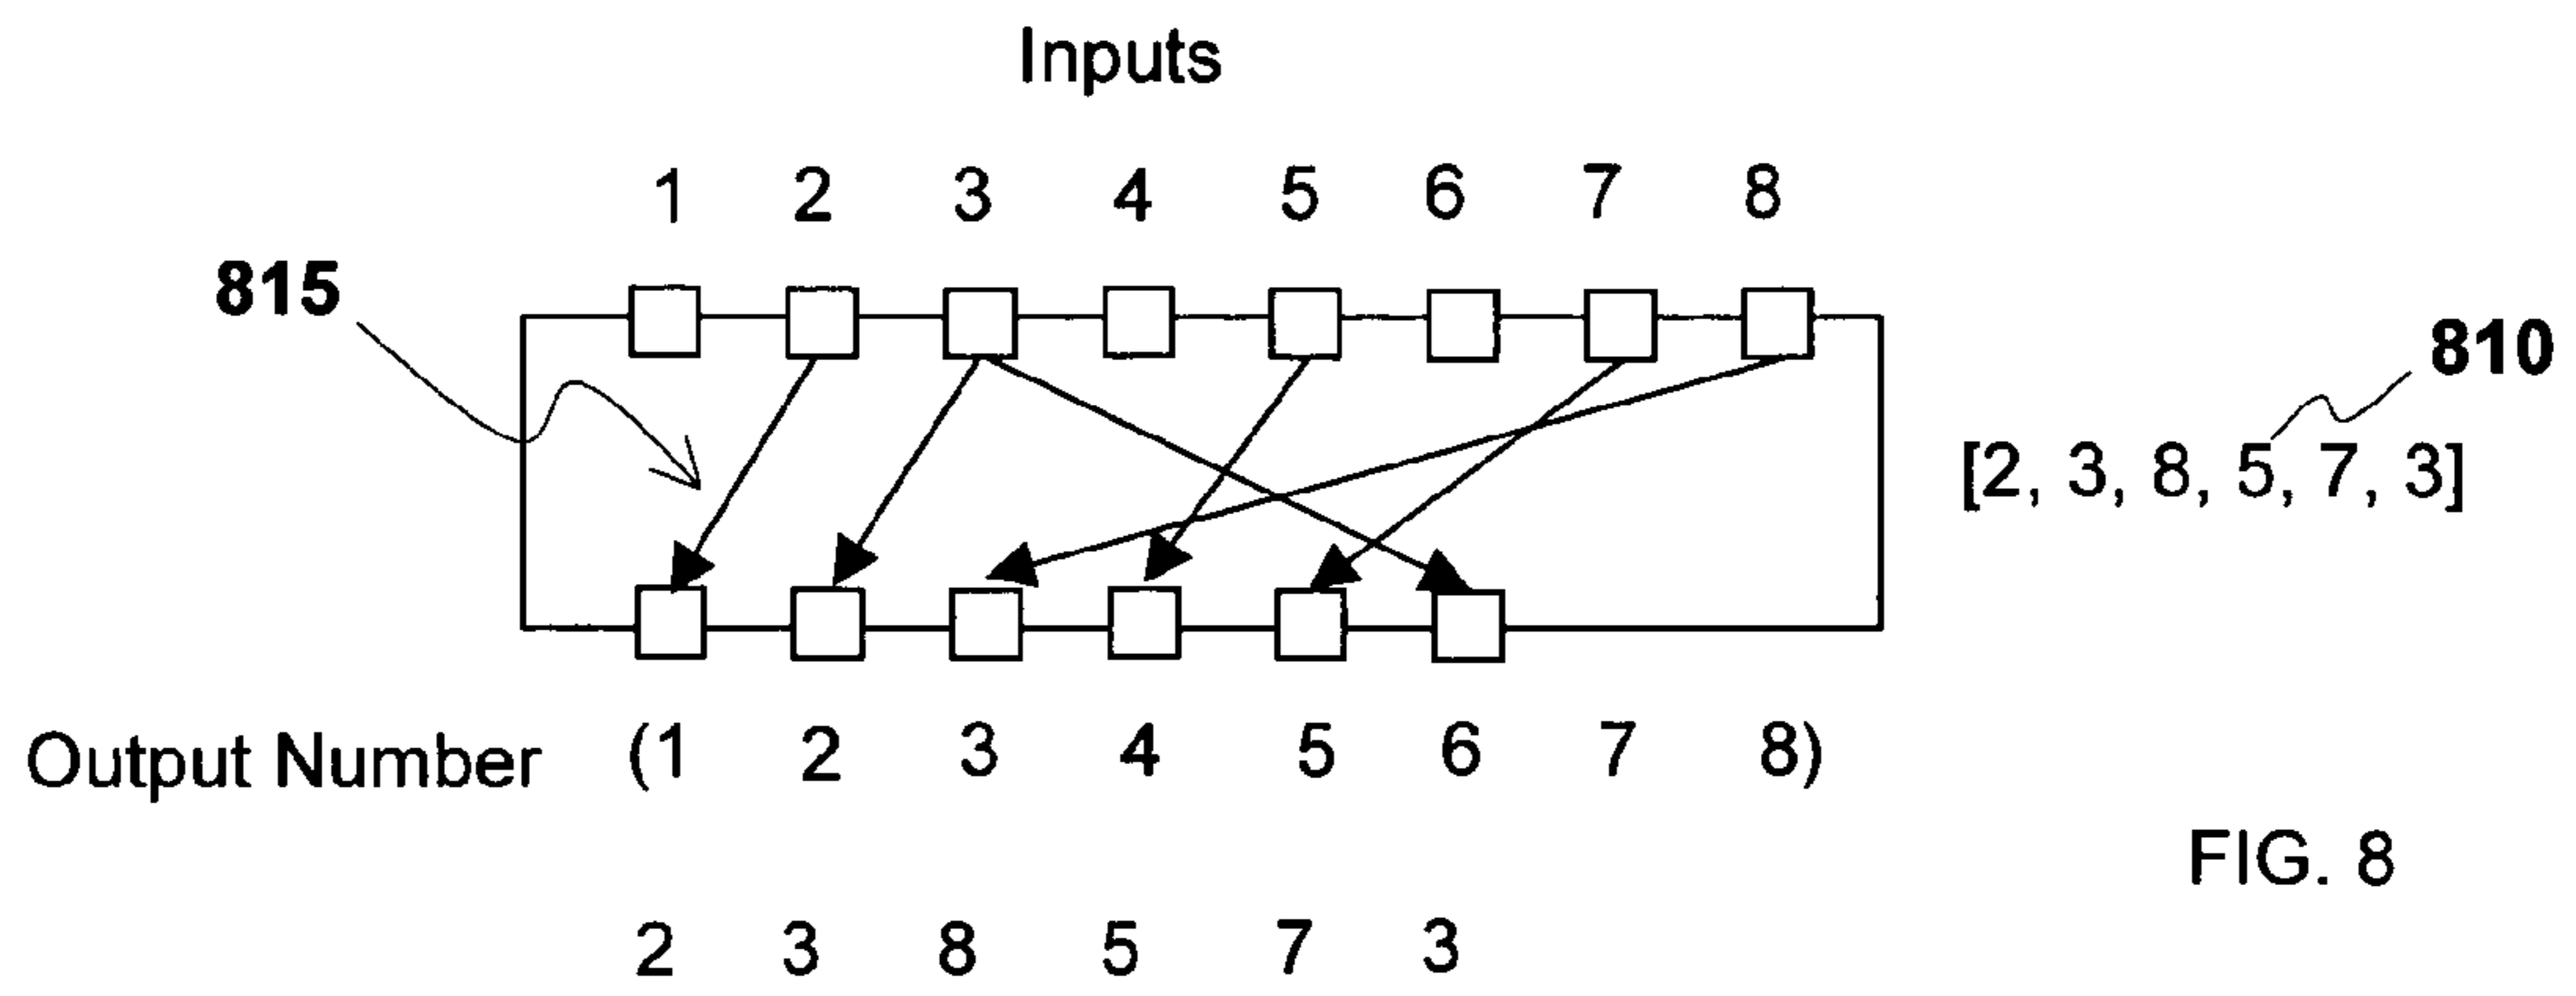 Inputs
1 2 3 4 5 6 7 8
815
810
[2, 3, 8, 5, 7, 3]
Output Number (1 2 3 4 5 6 7 8)
FIG. 8
2 3 8 5 7 3